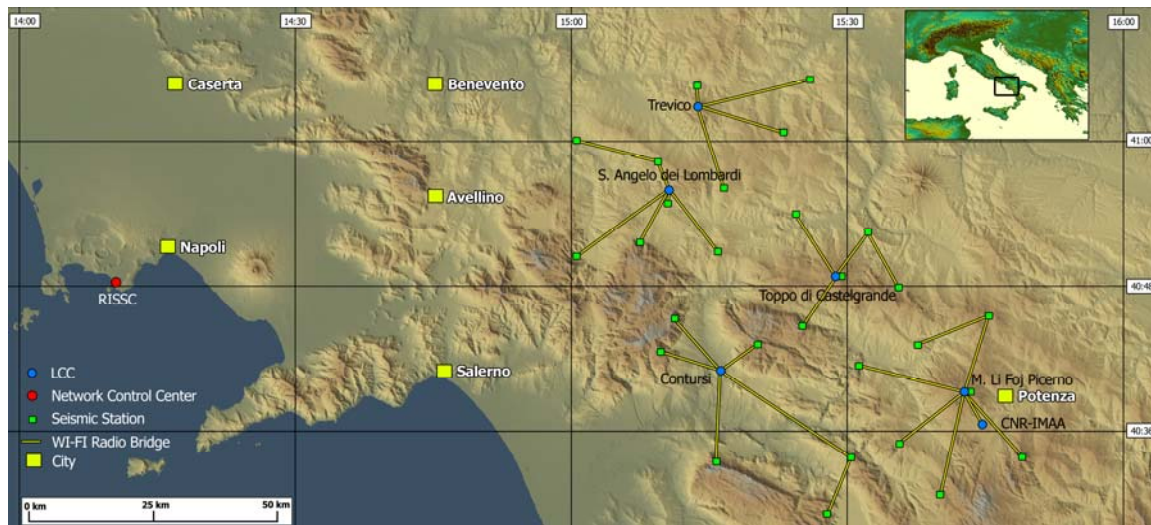 14:00
14:30
15:00
15:30
16:00
Caserta
Benevento
Trevico
41:00
S. Angelo dei Lombardi
Avellino
Napoli
RISSC
40:48
Toppo di Castelgrande
LCC
Salerno
Contursi
M. Li Foj Picerno
Network Control Center
Potenza
Seismic Station
CNR-IMAA
40:36
WI-FI Radio Bridge
City
0 km
25 km
50 km